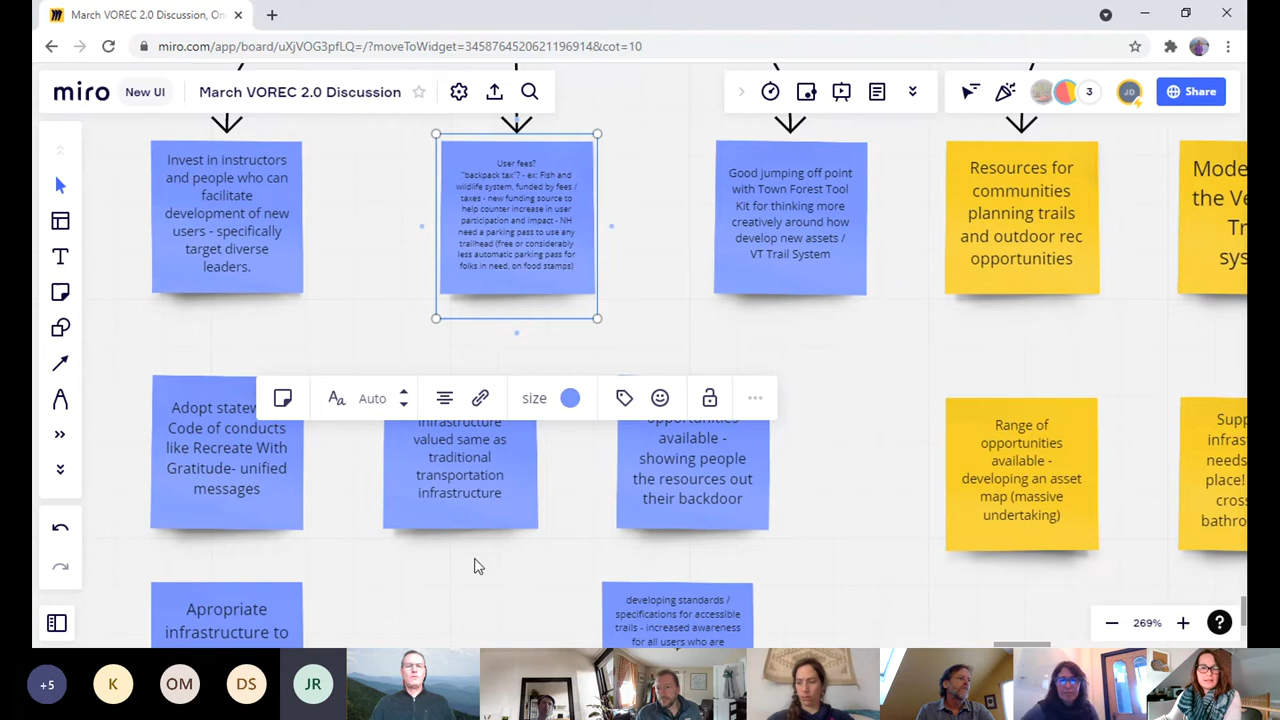 March VOREC 2.0 Discussion, On
miro.com/app/board/uXjVOG3pfLQ=/?moveToWidget=3458764520621196914&cot=10
miro
New UI
March VOREC 2.0 Discussion
3
JD
Share
Invest in instructors
and people who can
facilitate
development of new
users - specifically
target diverse
leaders.
User fees?
"backpack tax"? - ex: Fish and
wildlife system, funded by fees /
taxes - new funding source to
help counter increase in user
participation and impact - NH
need a parking pass to use any
trailhead (free or considerably
less automatic parking pass for
folks in need, on food stamps)
Good jumping off point
with Town Forest Tool
Kit for thinking more
creatively around how
develop new assets /
VT Trail System
Resources for
communities
planning trails
and outdoor rec
opportunities
Mode
the Ve
Tr
sys
Aa Auto
size
Adopt statew
Code of conducts
like Recreate With
Gratitude- unified
messages
infrastructure
valued same as
traditional
transportation
infrastructure
opportunities
available -
showing people
the resources out
their backdoor
Range of
opportunities
available -
developing an asset
map (massive
undertaking)
Supp
infras
needs
place!
cross
bathro
Apropriate
infrastructure to
developing standards /
specifications for accessible
trails - increased awareness
for all users who are
269%
?
+5
K
OM
DS
JR